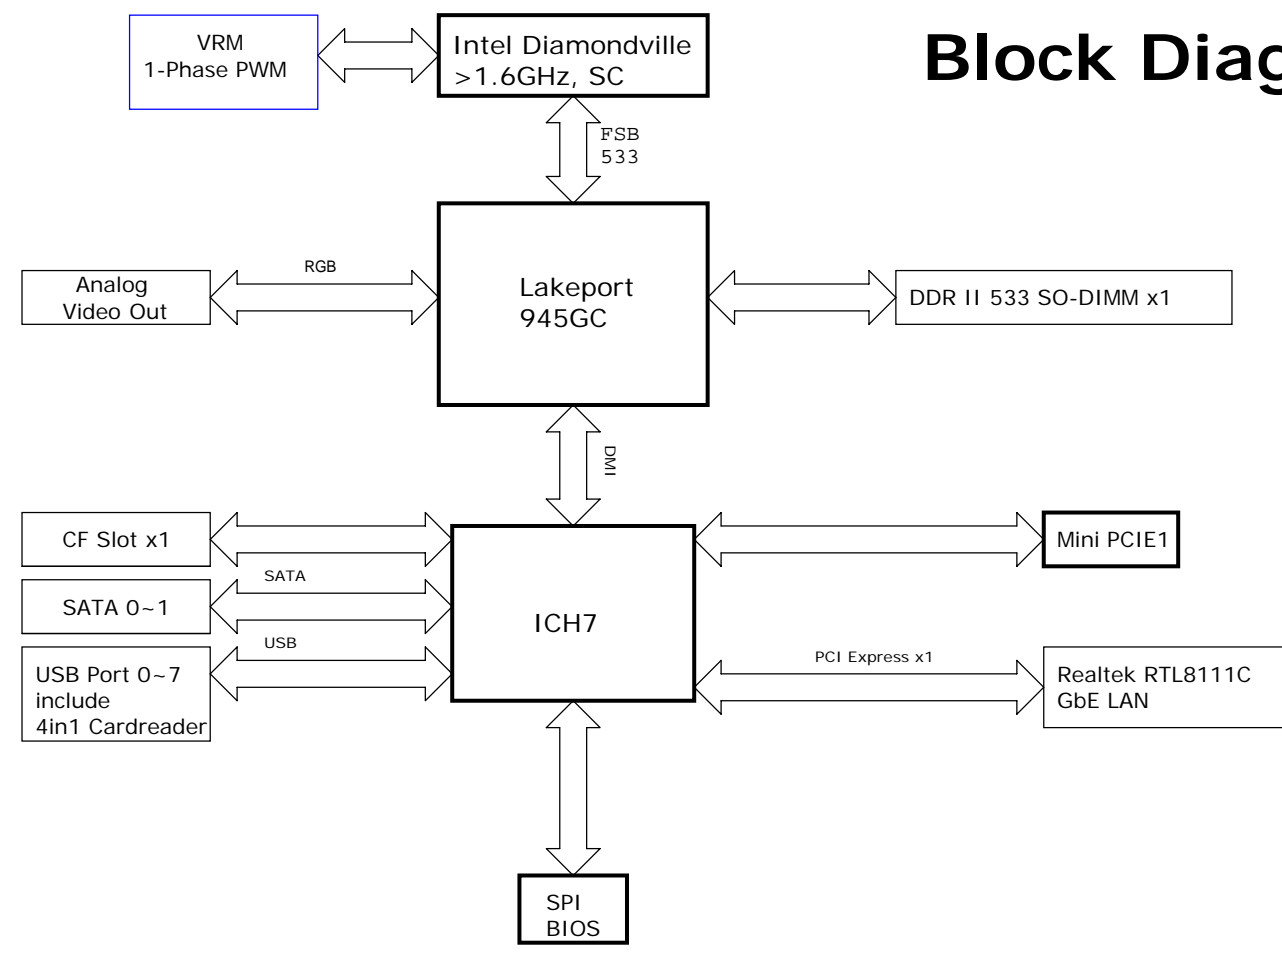 Block Diag
VRM
1-Phase PWM
Intel Diamondville
>1.6GHz, SC
FSB
533
Analog
Video Out
RGB
Lakeport
945GC
DDR II 533 SO-DIMM x1
DMI
CF Slot x1
SATA
SATA 0~1
USB
USB Port 0~7
include
4in1 Cardreader
ICH7
Mini PCIE1
PCI Express x1
Realtek RTL8111C
GbE LAN
SPI
BIOS